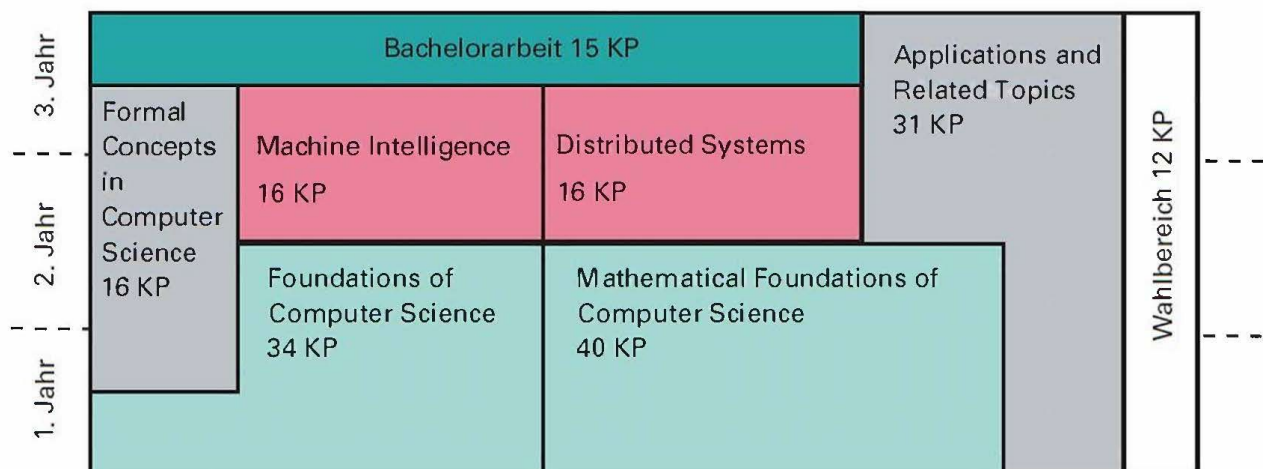 3. Jahr
2. Jahr
1. Jahr
Bachelorarbeit 15 KP
Formal
Concepts
in
Computer
Science
16 KP
Machine Intelligence
16 KP
Distributed Systems
16 KP
Applications and
Related Topics
31 KP
Foundations of
Computer Science
34 KP
Mathematical Foundations of
Computer Science
40 KP
Wahlbereich 12 KP